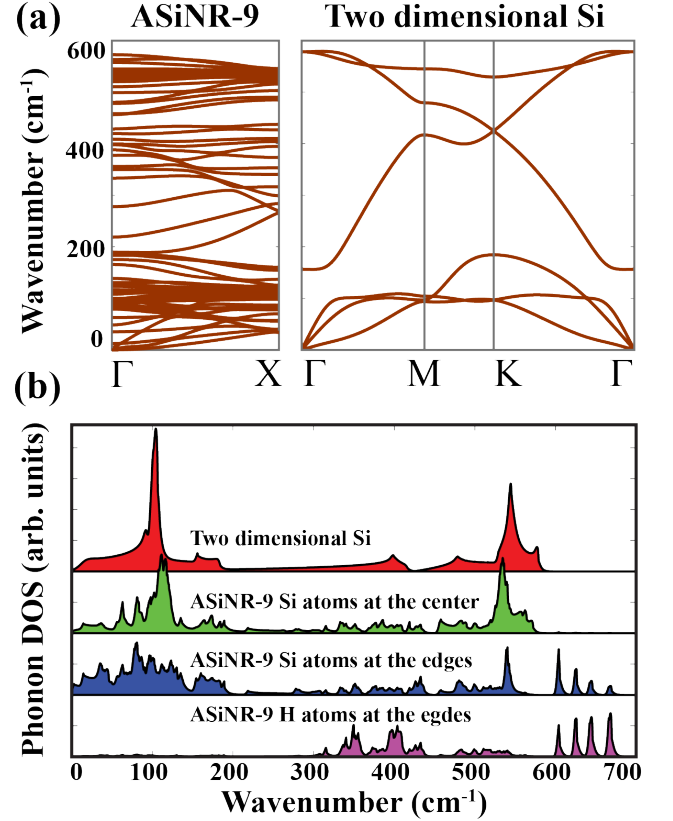 (a) ASiNR-9 Two dimensional Si
Wavenumber (cm-1)
600
400
200
0
Γ X Γ M K Γ
(b)
Phonon DOS (arb. units)
Two dimensional Si
ASiNR-9 Si atoms at the center
ASiNR-9 Si atoms at the edges
ASiNR-9 H atoms at the egdes
0 100 200 300 400 500 600 700
Wavenumber (cm-1)